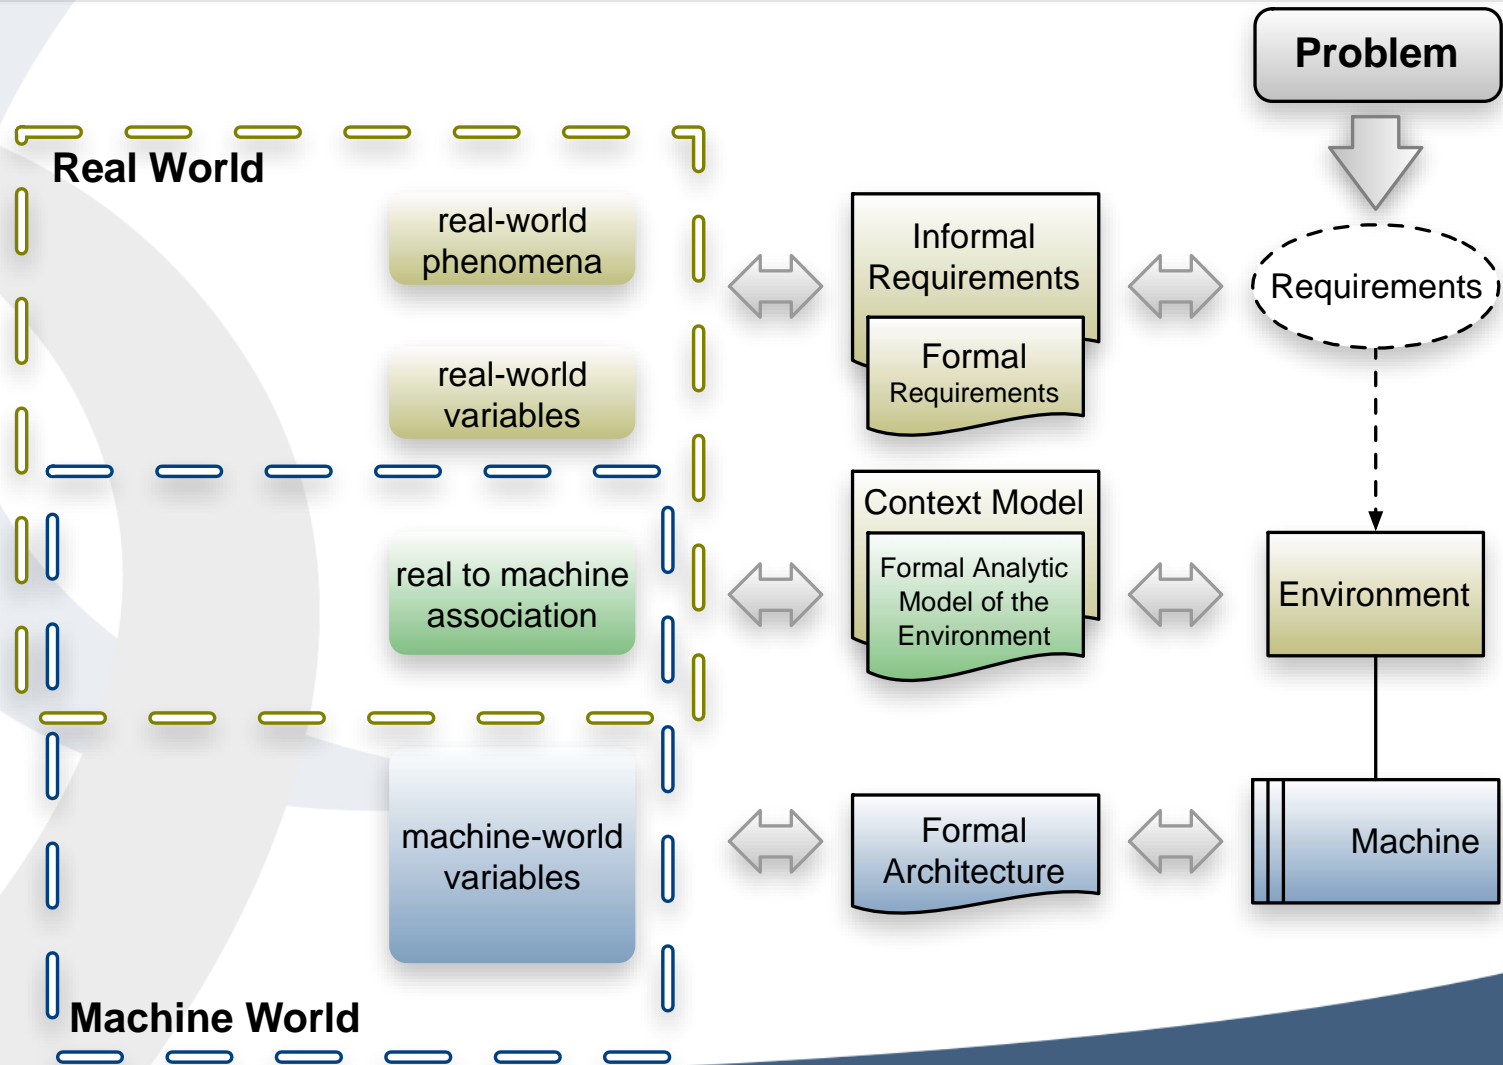 Problem
Real World
real-world
phenomena
Informal
Requirements
Requirements
real-world
variables
Formal
Requirements
real to machine
association
Context Model
Formal Analytic
Model of the
Environment
Environment
machine-world
variables
Formal
Architecture
Machine
Machine World